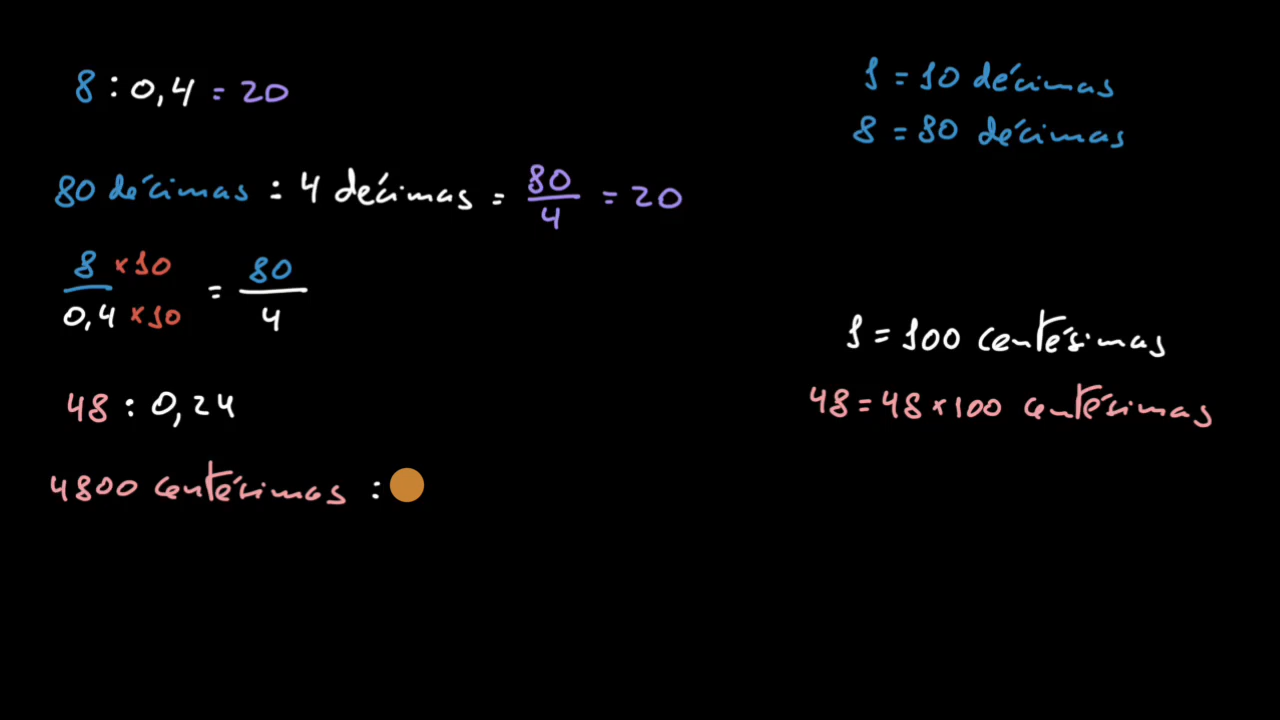 8 : 0,4 = 20
1 = 10 décimas
8 = 80 décimas
80 décimas : 4 décimas = 80/4 = 20
8 × 10 / 0,4 × 10 = 80/4
1 = 100 centésimas
48 : 0,24
48 = 48 × 100 centésimas
4800 centésimas :